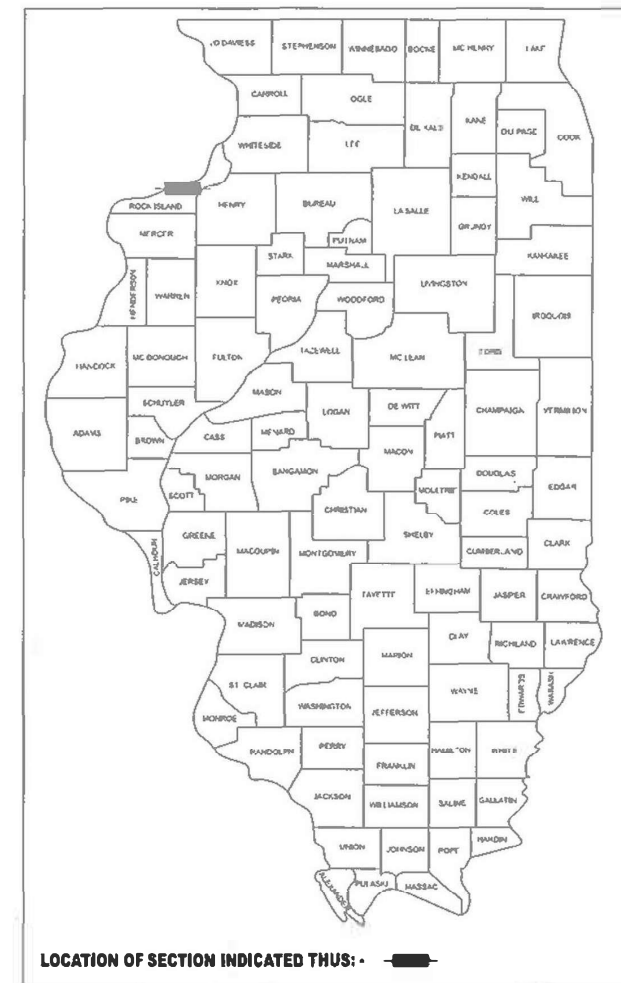 JO DAVIESS STEPHENSON WINNEBAGO BOONE MC HENRY LAKE
CARROLL OGLE DE KALB KANE DU PAGE COOK
WHITESIDE LEE
KENDALL WILL
ROCK ISLAND HENRY BUREAU LA SALLE GRUNDY
MERCER PUTNAM
STARK MARSHALL KANKAKEE
HENDERSON WARREN KNOX PEORIA WOODFORD LIVINGSTON IROQUOIS
HANCOCK MC DONOUGH FULTON TAZEWELL MC LEAN FORD
SCHUYLER MASON LOGAN DE WITT CHAMPAIGN VERMILION
ADAMS BROWN CASS MENARD MACON PIATT
PIKE SCOTT MORGAN SANGAMON MOULTRIE DOUGLAS EDGAR
CHRISTIAN COLES
CALHOUN GREENE MACOUPIN MONTGOMERY SHELBY CUMBERLAND CLARK
JERSEY FAYETTE EFFINGHAM JASPER CRAWFORD
MADISON BOND CLAY RICHLAND LAWRENCE
CLINTON MARION
ST. CLAIR WAYNE EDWARDS WABASH
MONROE WASHINGTON JEFFERSON
RANDOLPH PERRY HAMILTON WHITE
FRANKLIN
JACKSON WILLIAMSON SALINE GALLATIN
UNION JOHNSON POPE HARDIN
ALEXANDER PULASKI MASSAC
LOCATION OF SECTION INDICATED THUS: -